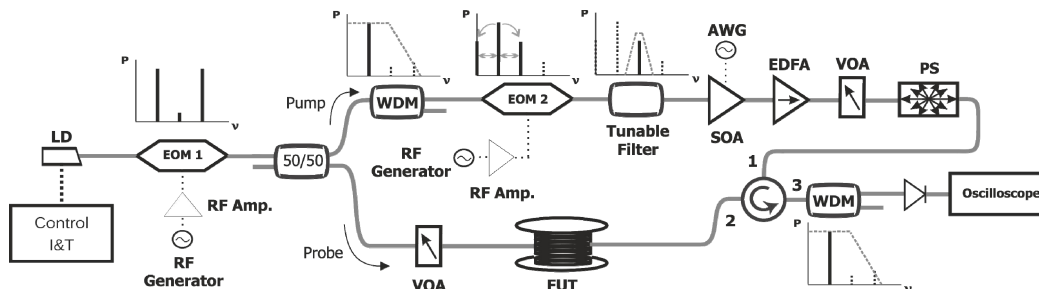 P
ν
P
ν
P
ν
P
ν
AWG
EDFA
VOA
PS
Pump
WDM
EOM 2
Tunable
Filter
SOA
LD
EOM 1
50/50
RF
Generator
RF Amp.
Control
I&T
RF Amp.
RF
Generator
Probe
VOA
FUT
1
2
3
WDM
Oscilloscope
P
ν